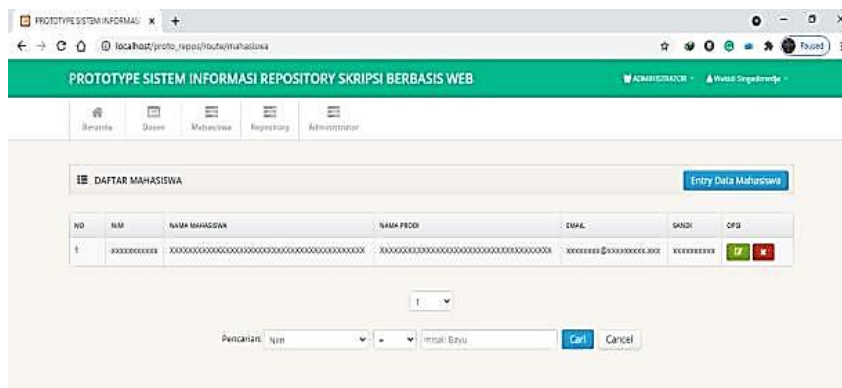 PROTOTYPE SISTEM INFORMASI
localhost/proto_repos/route/mahasiswa
Paused
PROTOTYPE SISTEM INFORMASI REPOSITORY SKRIPSI BERBASIS WEB
ADMINISTRATOR
Beranda Dosen Mahasiswa Repository Administrator
DAFTAR MAHASISWA
Entry Data Mahasiswa
NO NIM NAMA MAHASISWA NAMA PRODI EMAIL SANDI OPSI
1
1
Pencarian: Nim = misal: Bayu Cari Cancel